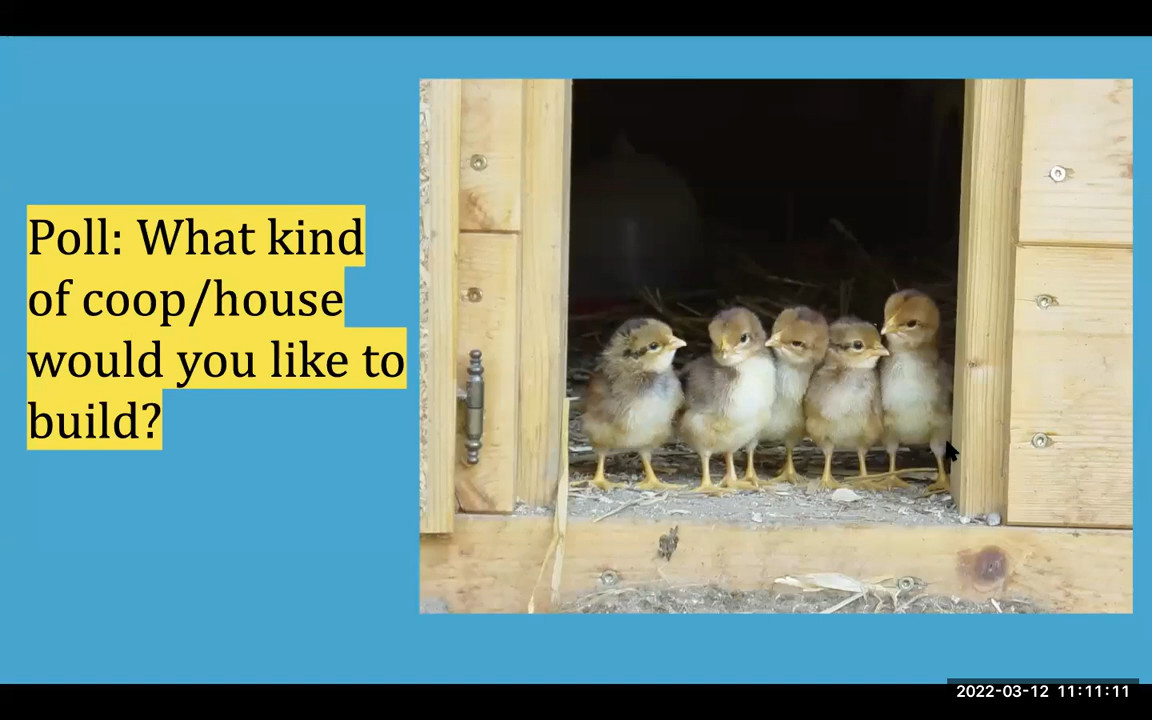 Poll: What kind
of coop/house
would you like to
build?
2022-03-12 11:11:11